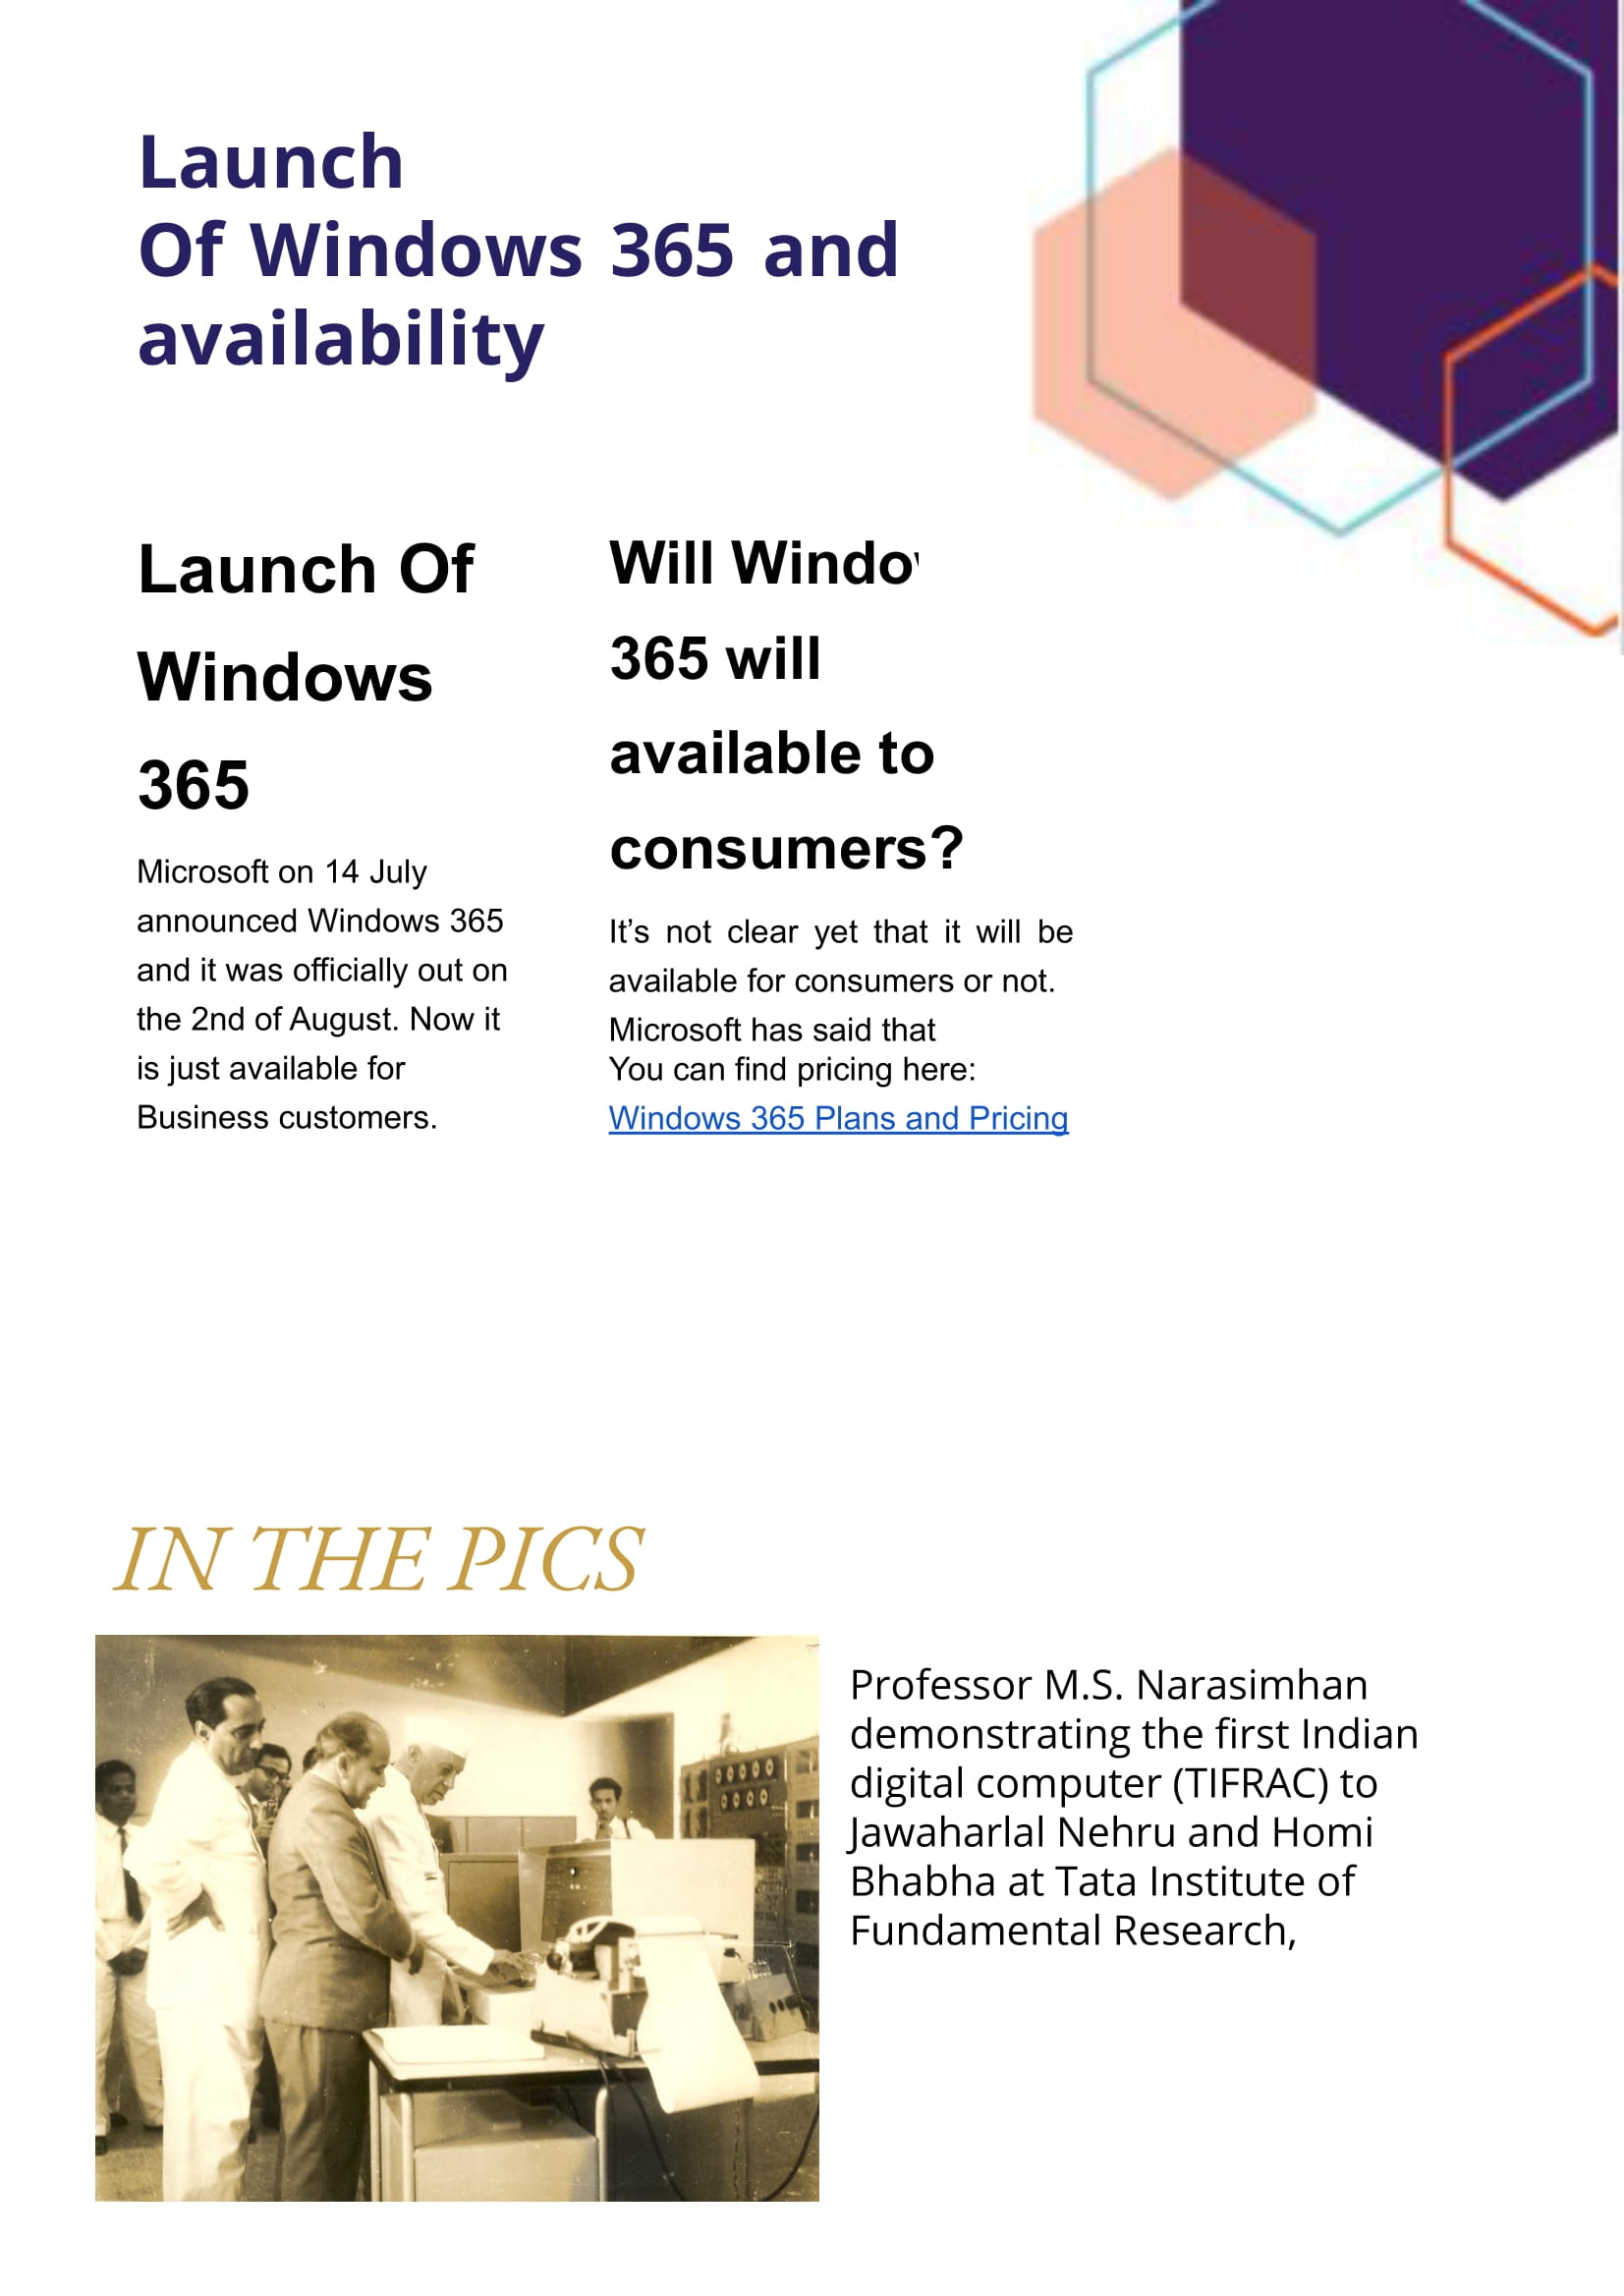 Launch
Of Windows 365 and
availability
Launch Of
Windows
365
Microsoft on 14 July
announced Windows 365
and it was officially out on
the 2nd of August. Now it
is just available for
Business customers.
Will Windo
365 will
available to
consumers?
It’s not clear yet that it will be
available for consumers or not.
Microsoft has said that
You can find pricing here:
Windows 365 Plans and Pricing
IN THE PICS
Professor M.S. Narasimhan
demonstrating the first Indian
digital computer (TIFRAC) to
Jawaharlal Nehru and Homi
Bhabha at Tata Institute of
Fundamental Research,